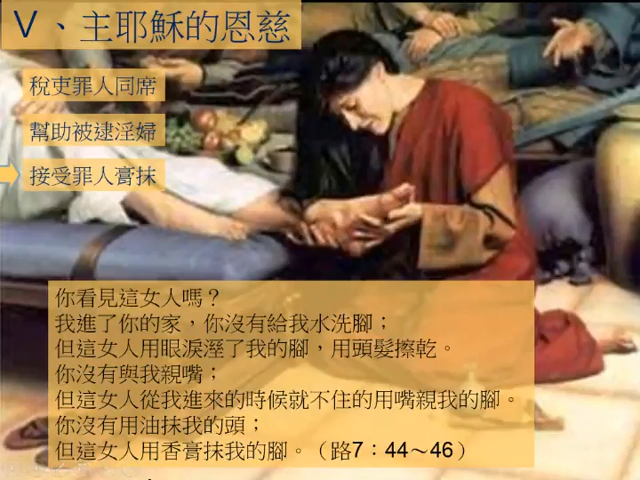 V、主耶穌的恩慈
稅吏罪人同席
幫助被逮淫婦
接受罪人膏抹
你看見這女人嗎？
我進了你的家，你沒有給我水洗腳；
但這女人用眼淚溼了我的腳，用頭髮擦乾。
你沒有與我親嘴；
但這女人從我進來的時候就不住的用嘴親我的腳。
你沒有用油抹我的頭；
但這女人用香膏抹我的腳。（路7：44～46）